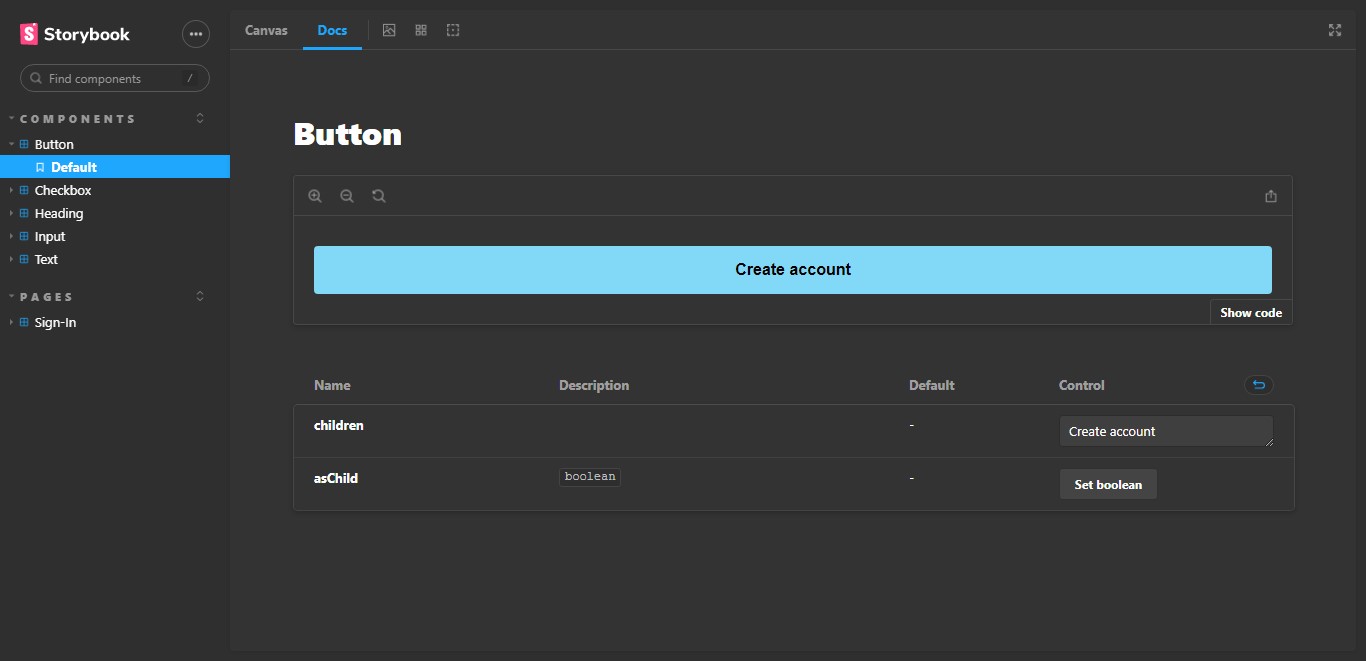 Storybook
Find components /
COMPONENTS
Button
Default
Checkbox
Heading
Input
Text
PAGES
Sign-In
Canvas Docs
Button
Create account
Show code
Name Description Default Control
children - Create account
asChild boolean - Set boolean